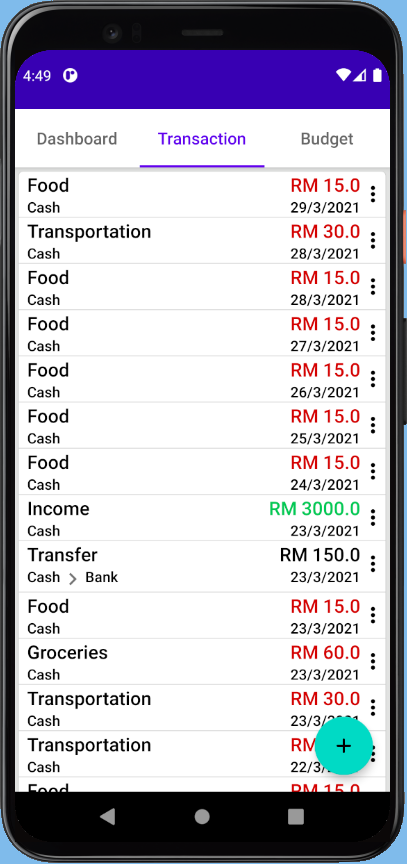 4:49
Dashboard Transaction Budget
Food RM 15.0
Cash 29/3/2021
Transportation RM 30.0
Cash 28/3/2021
Food RM 15.0
Cash 28/3/2021
Food RM 15.0
Cash 27/3/2021
Food RM 15.0
Cash 26/3/2021
Food RM 15.0
Cash 25/3/2021
Food RM 15.0
Cash 24/3/2021
Income RM 3000.0
Cash 23/3/2021
Transfer RM 150.0
Cash > Bank 23/3/2021
Food RM 15.0
Cash 23/3/2021
Groceries RM 60.0
Cash 23/3/2021
Transportation RM 30.0
Cash 23/3/2021
Transportation RM
Cash 22/3/
Food RM 15.0